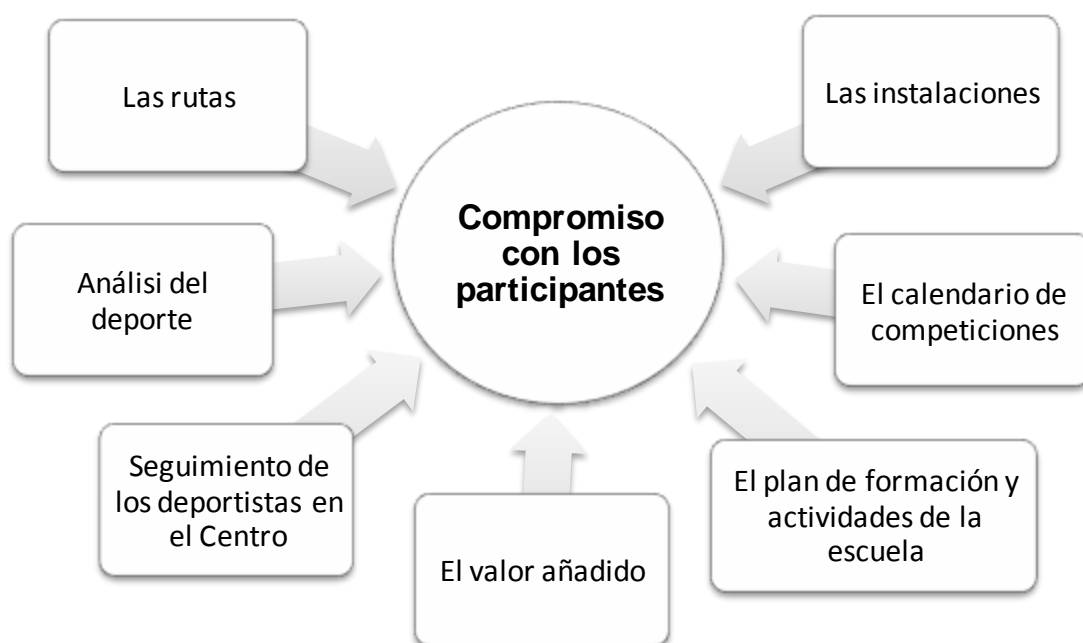 Las rutas
Las instalaciones
Compromiso
con los
participantes
Análisi del
deporte
El calendario de
competiciones
Seguimiento de
los deportistas en
el Centro
El plan de formación y
actividades de la
escuela
El valor añadido